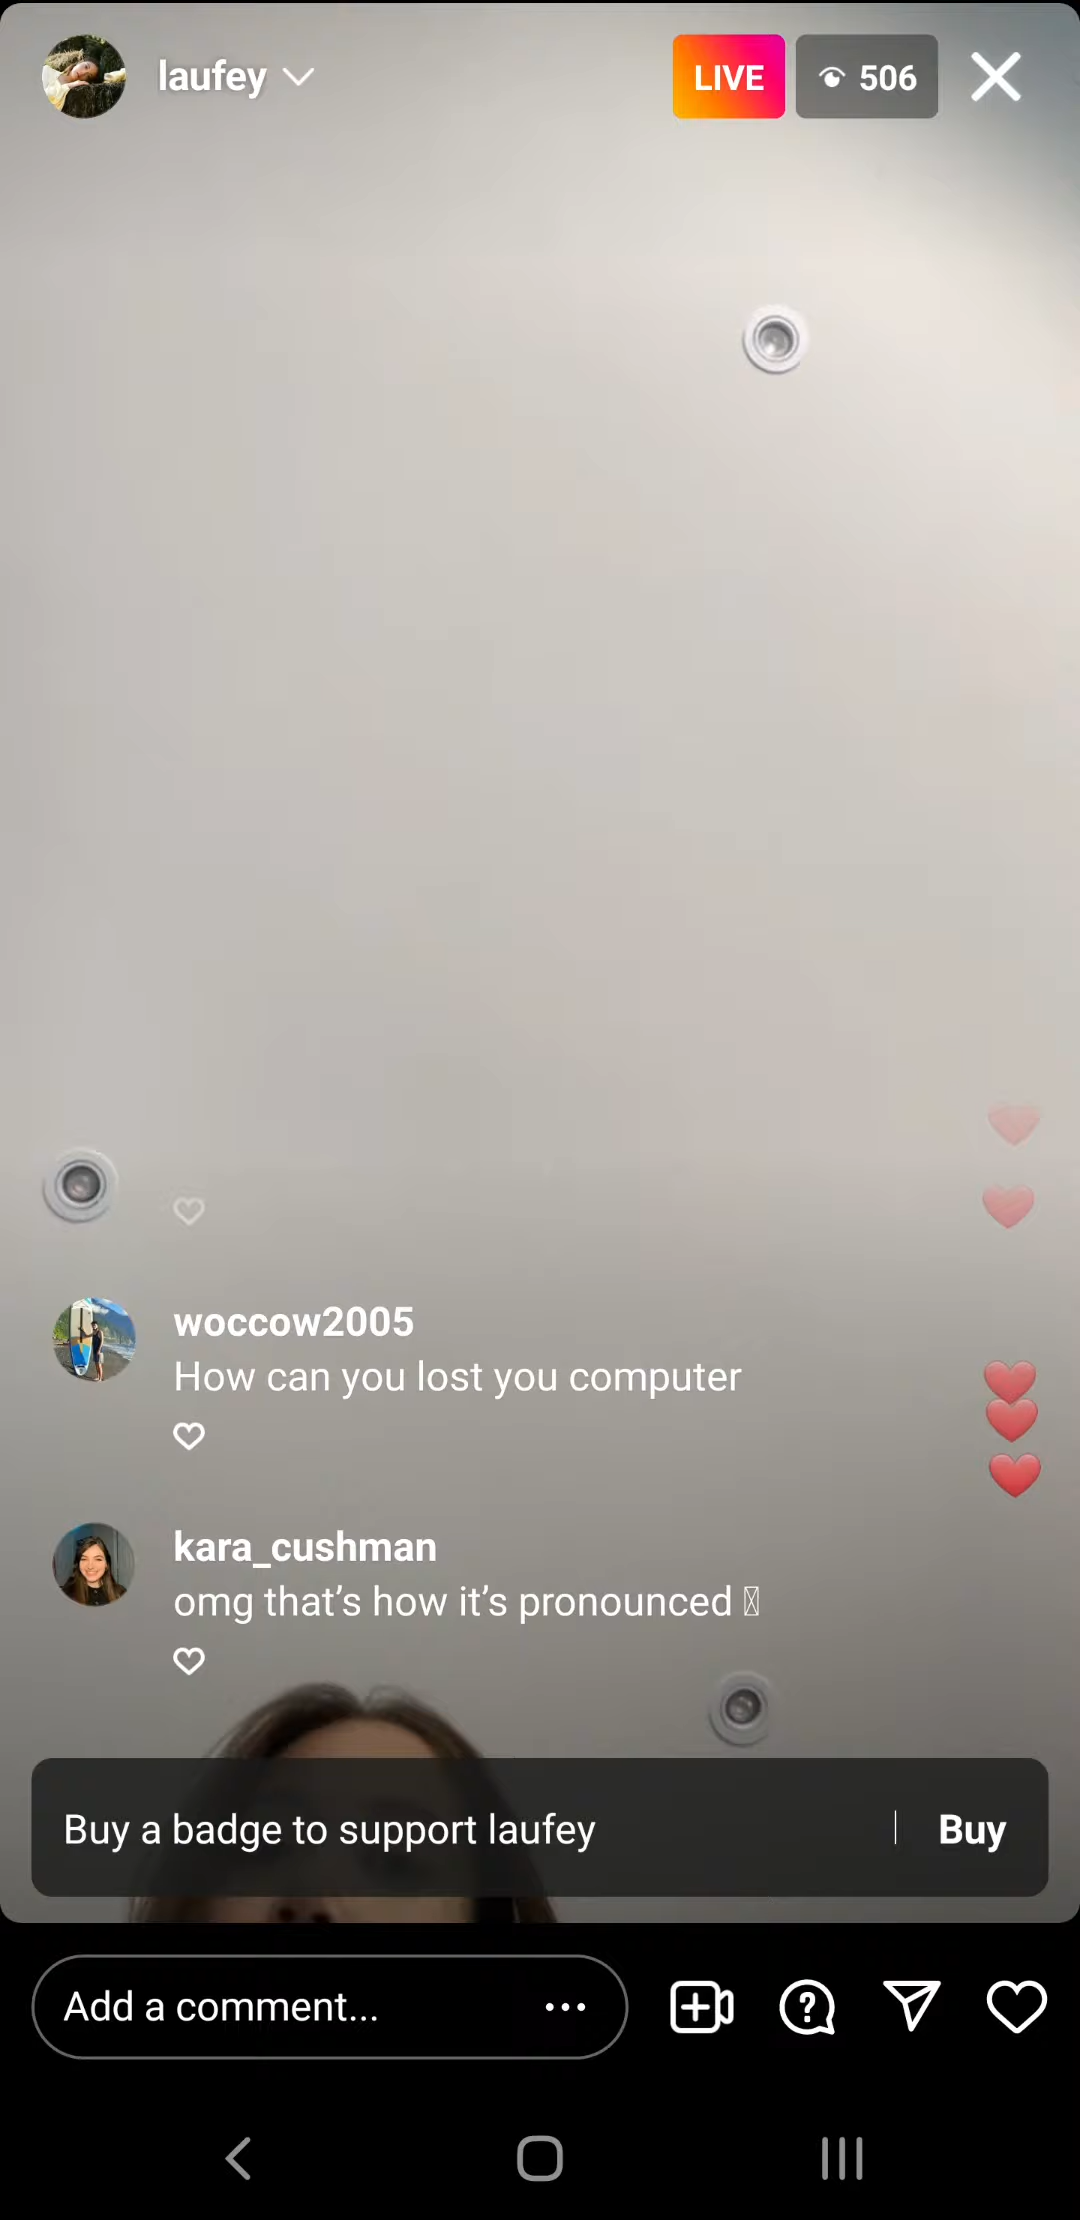 laufey
LIVE
506
woccow2005
How can you lost you computer
kara_cushman
omg that’s how it’s pronounced
Buy a badge to support laufey
Buy
Add a comment...